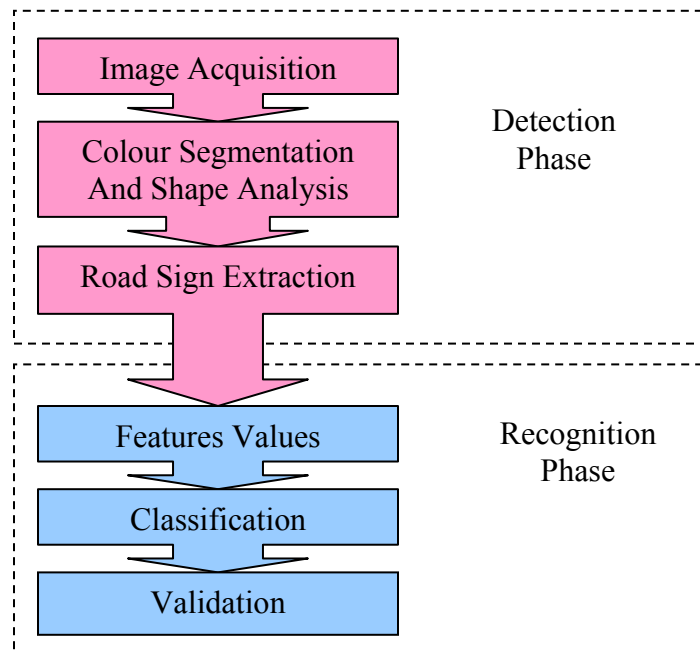 Image Acquisition
Colour Segmentation
And Shape Analysis
Road Sign Extraction
Detection
Phase
Features Values
Classification
Validation
Recognition
Phase